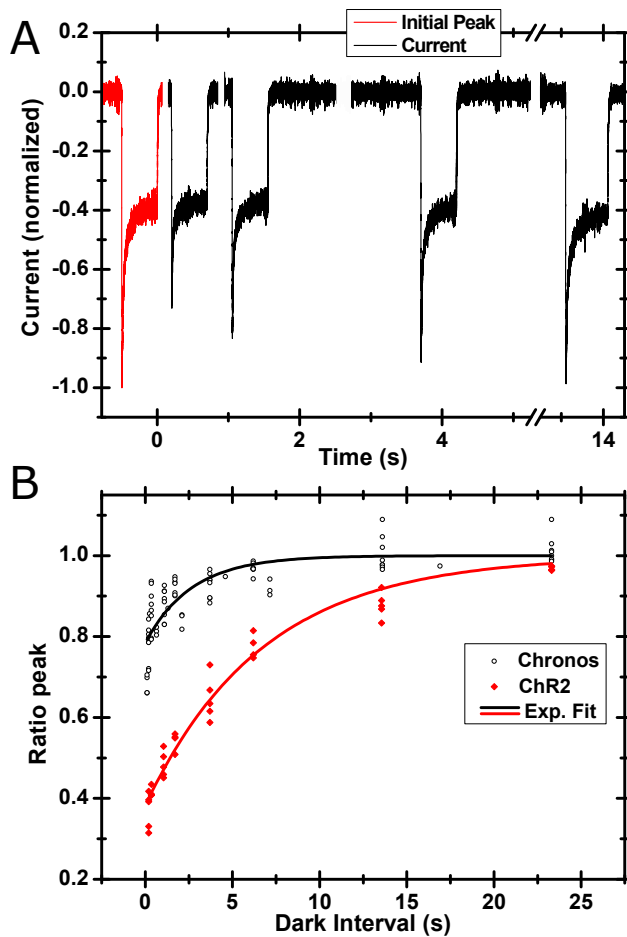 A
Initial Peak
Current
0.2
0.0
-0.2
-0.4
-0.6
-0.8
-1.0
Current (normalized)
0
2
4
14
Time (s)
B
1.0
0.8
0.6
0.4
0.2
Ratio peak
Chronos
ChR2
Exp. Fit
0
5
10
15
20
25
Dark Interval (s)